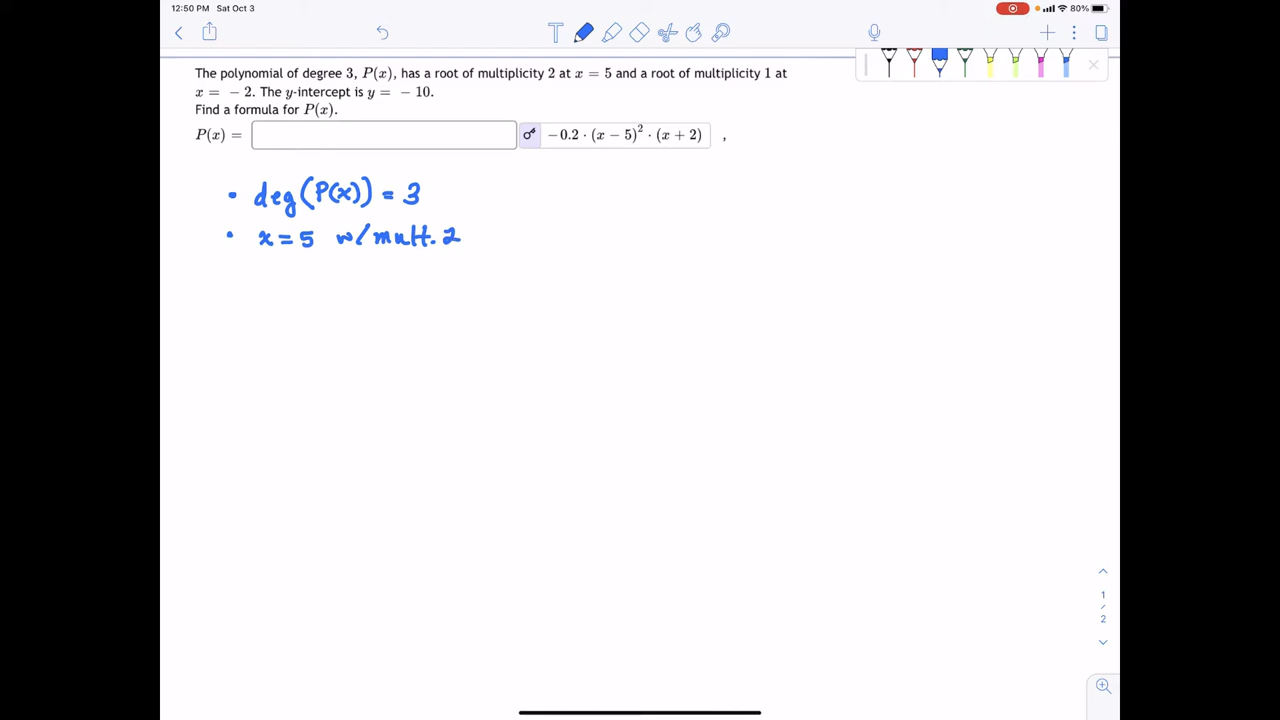 12:50 PM Sat Oct 3
80%
T
The polynomial of degree 3, P(x), has a root of multiplicity 2 at x = 5 and a root of multiplicity 1 at
x = − 2. The y-intercept is y = − 10.
Find a formula for P(x).
P(x) = −0.2 · (x − 5)² · (x + 2) ,
• deg(P(x)) = 3
• x = 5 w/ mult. 2
1
/
2